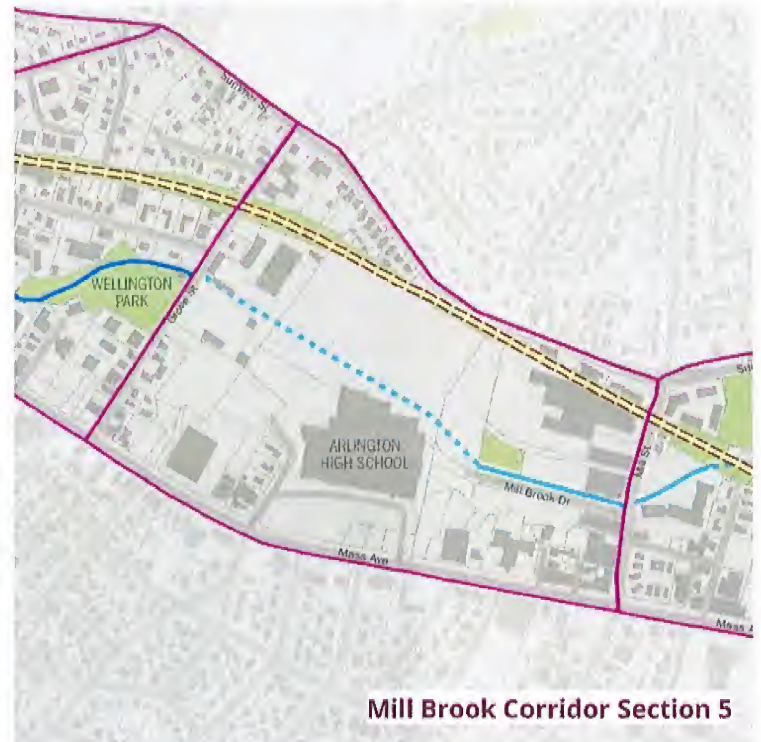 Summer St
WELLINGTON
PARK
Grove St
ARLINGTON
HIGH SCHOOL
Mill Brook Dr
Mill St
Mass Ave
Mass A
Mill Brook Corridor Section 5